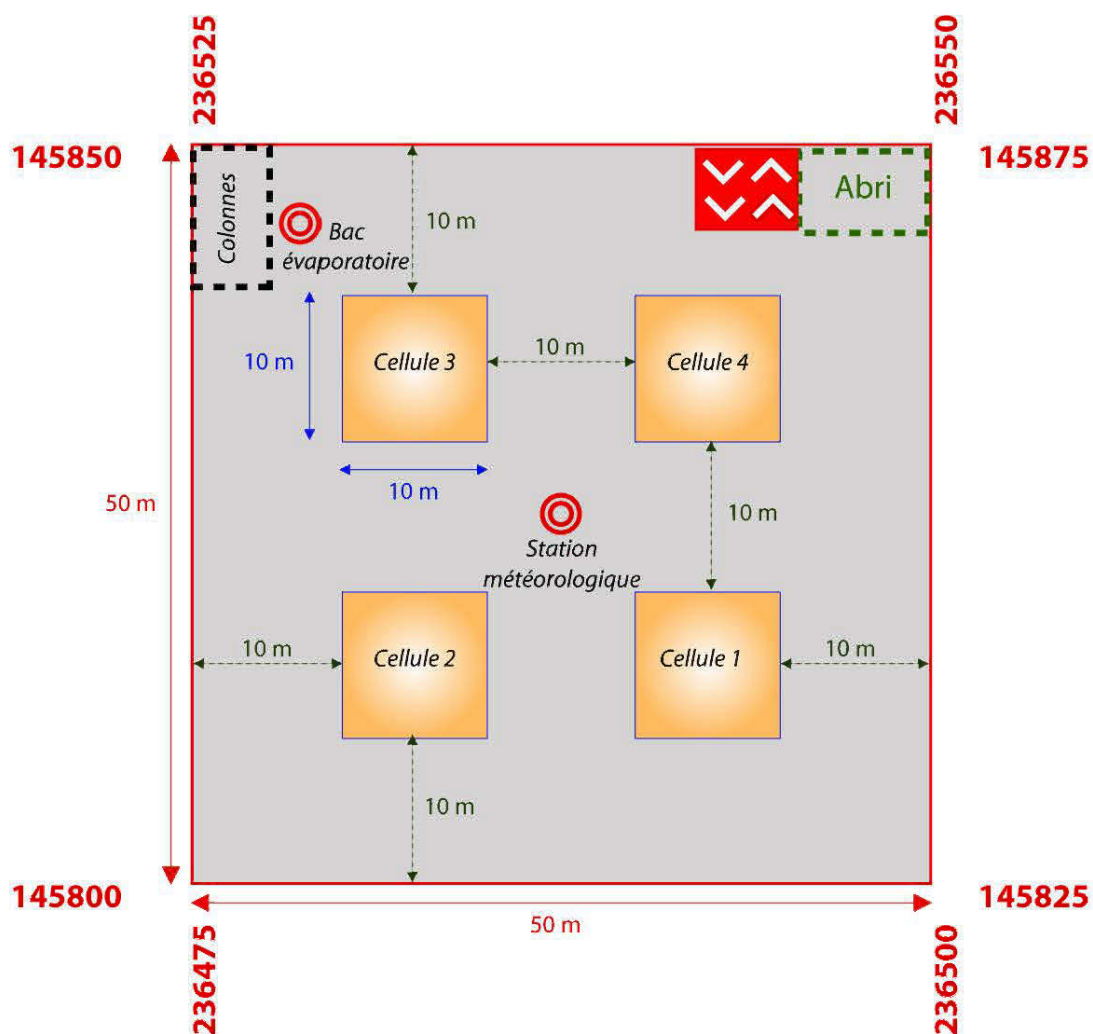 236525
236550
145850
145875
Colonnes
Bac
évaporatoire
10 m
Abri
10 m
Cellule 3
10 m
Cellule 4
10 m
50 m
10 m
Station
météorologique
10 m
Cellule 2
10 m
Cellule 1
10 m
10 m
145800
145825
50 m
236475
236500